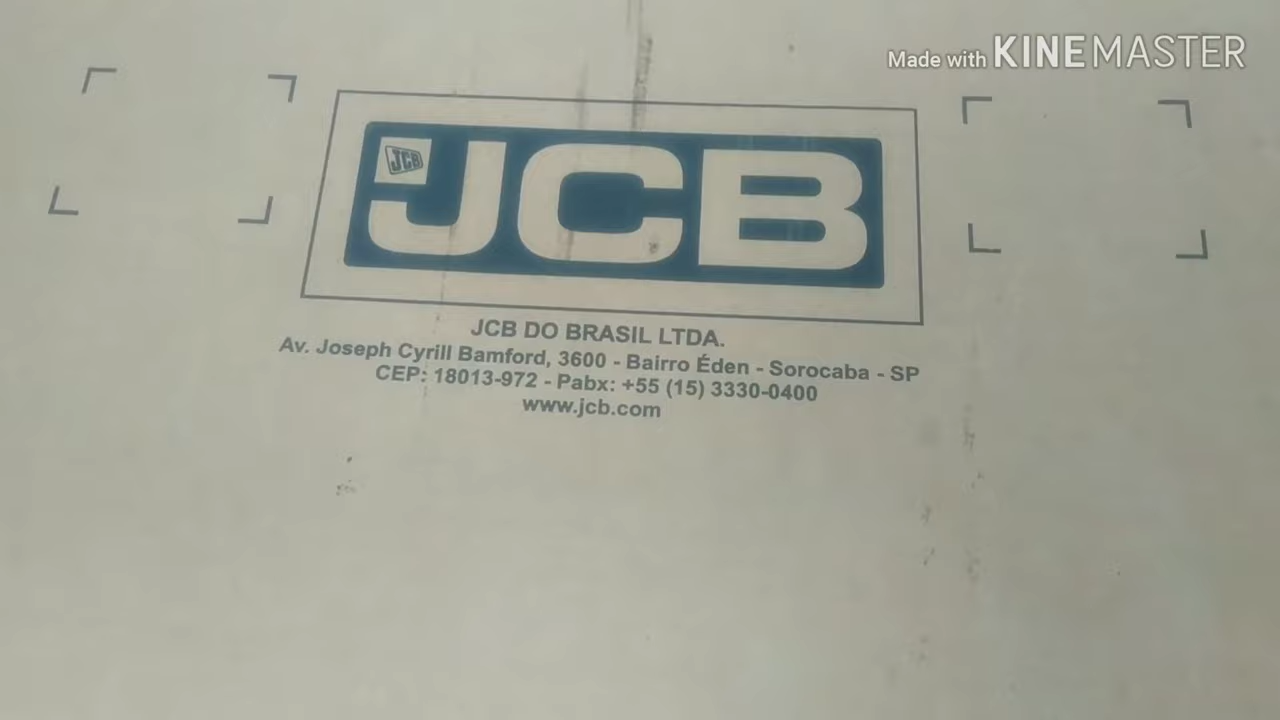 Made with KINEMASTER
JCB
JCB
JCB DO BRASIL LTDA.
Av. Joseph Cyrill Bamford, 3600 - Bairro Éden - Sorocaba - SP
CEP: 18013-972 - Pabx: +55 (15) 3330-0400
www.jcb.com